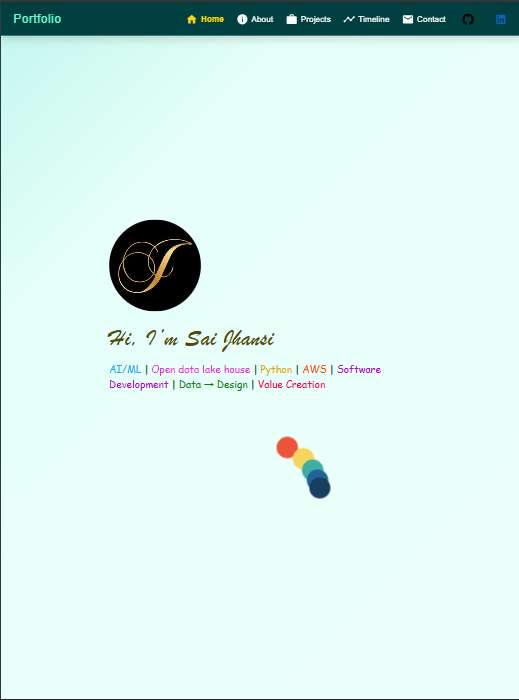 Portfolio Home About Projects Timeline Contact
J
Hi, I'm Sai Jhansi
AI/ML | Open data lake house | Python | AWS | Software
Development | Data → Design | Value Creation